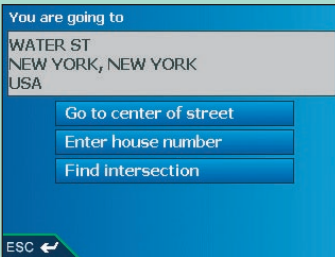 You are going to
WATER ST
NEW YORK, NEW YORK
USA
Go to center of street
Enter house number
Find intersection
ESC